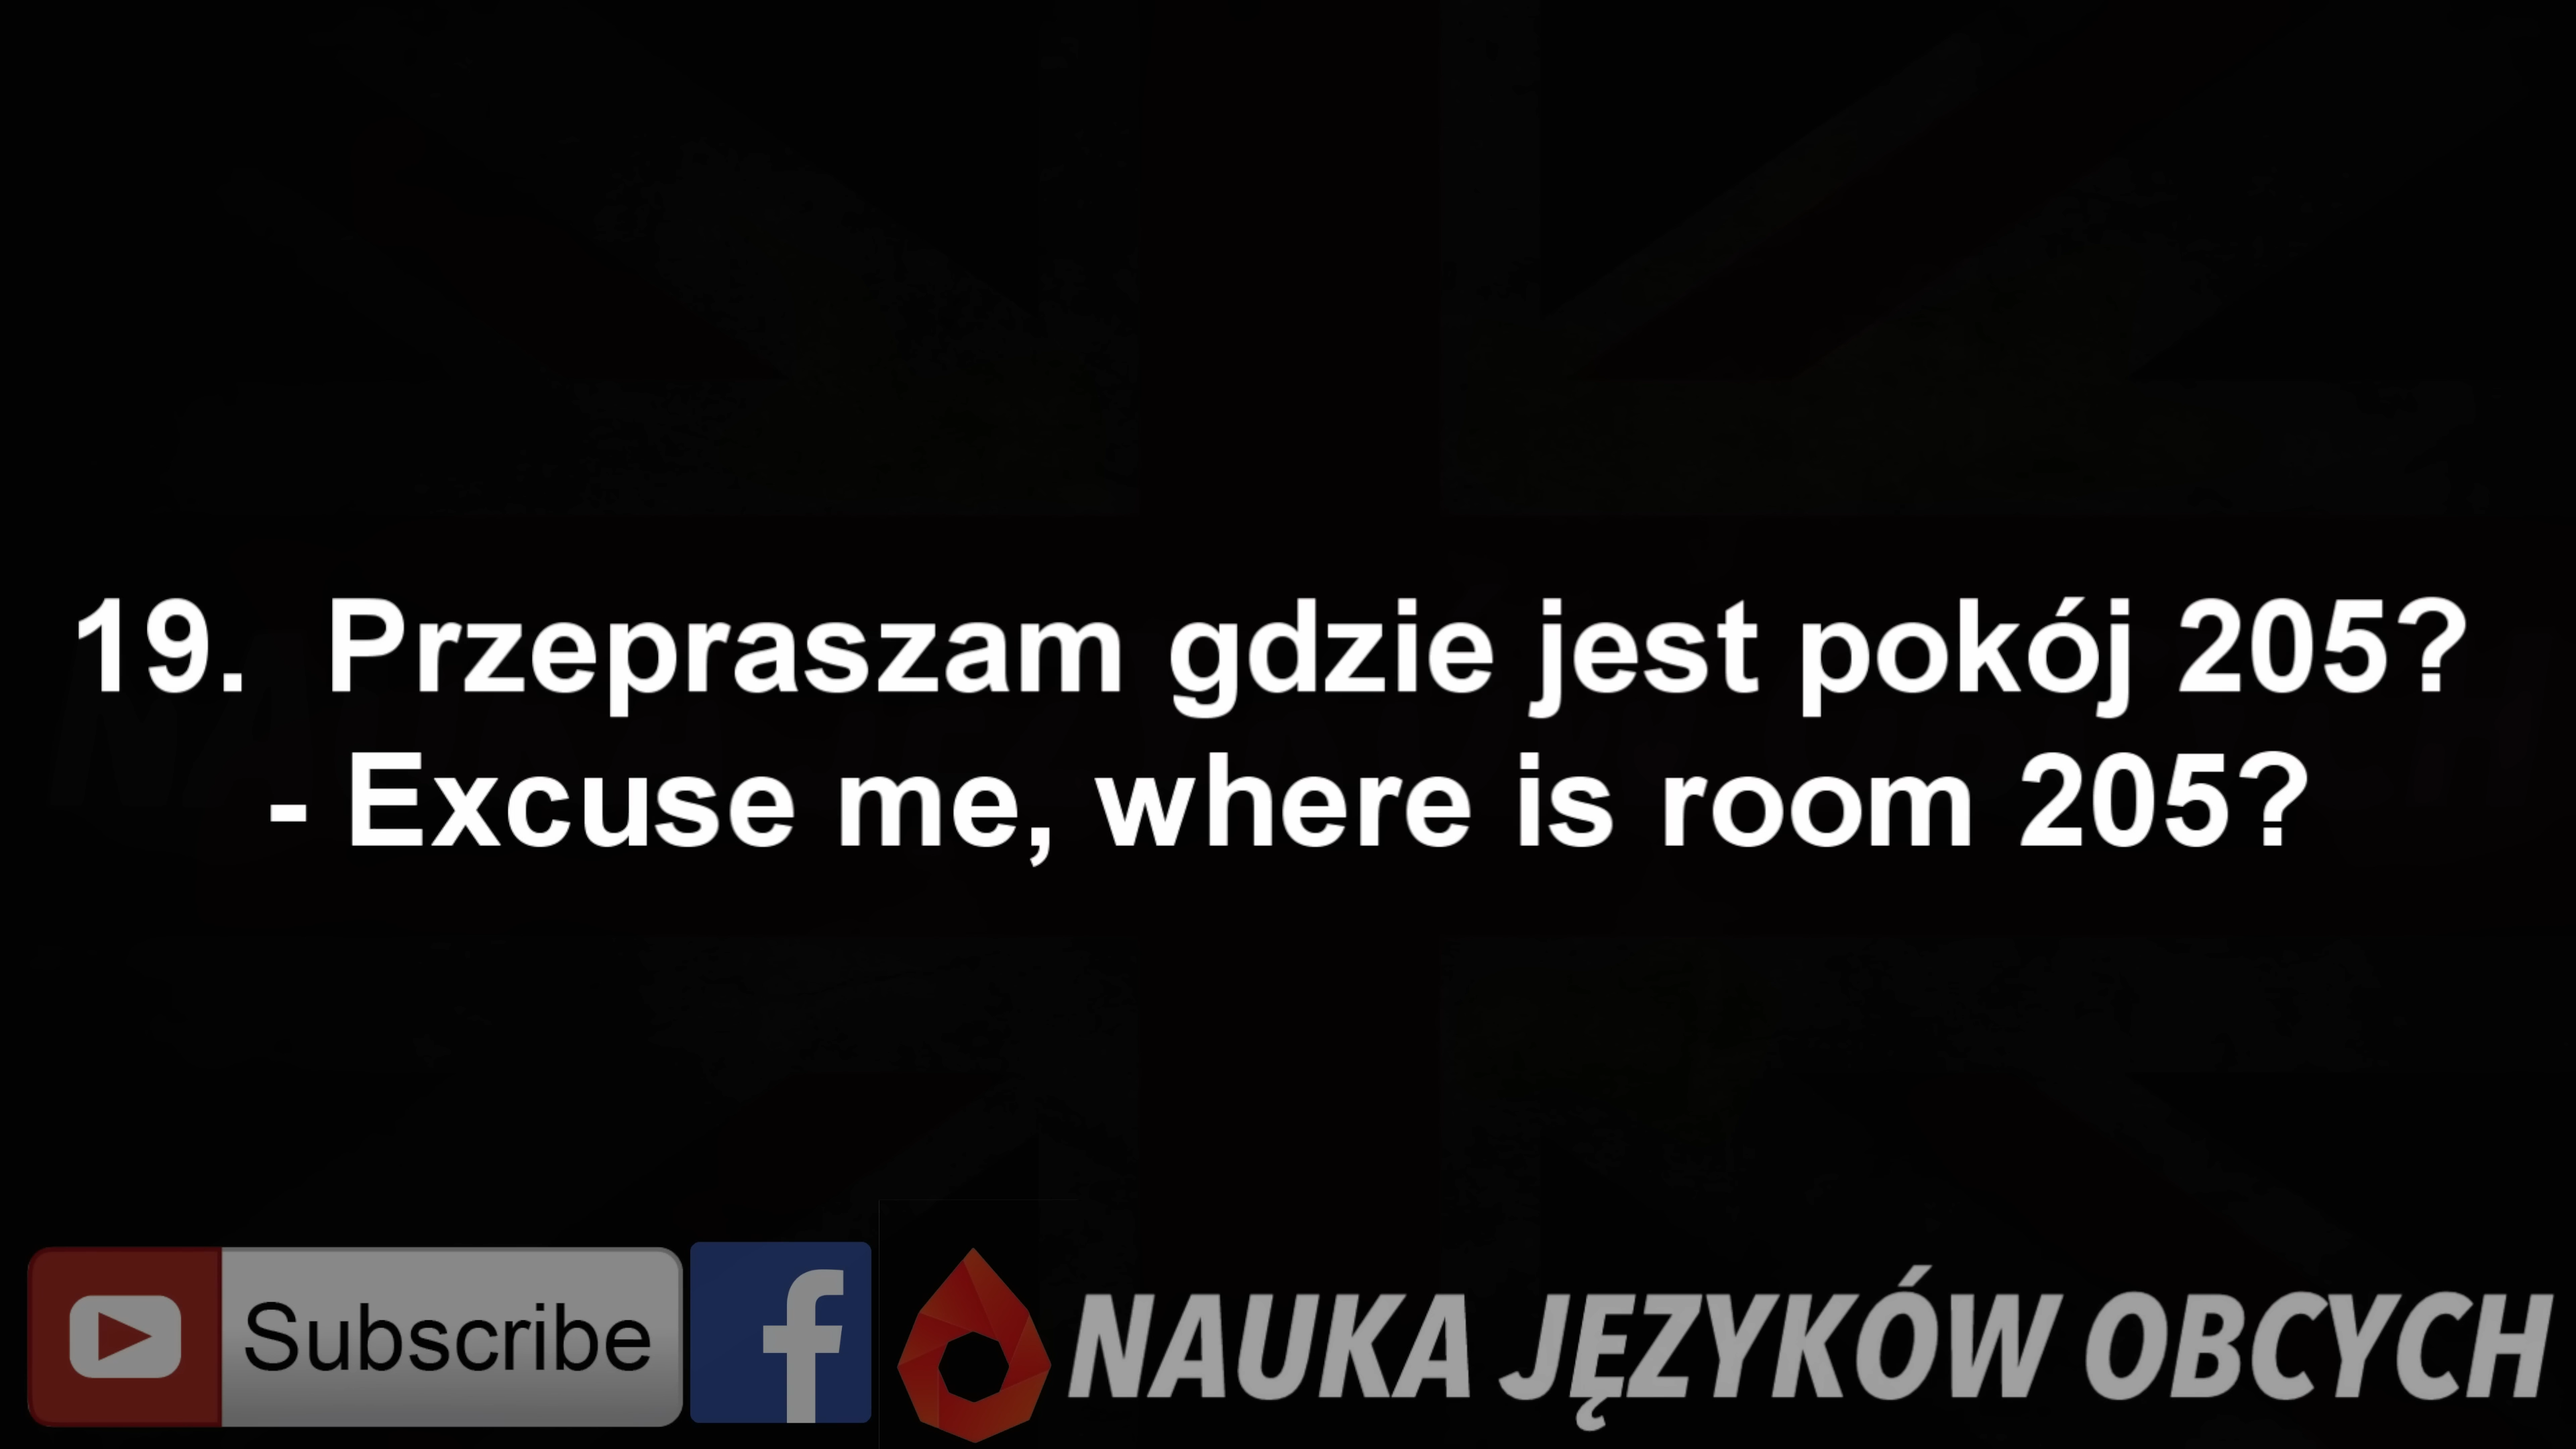 19. Przepraszam gdzie jest pokój 205?
- Excuse me, where is room 205?
Subscribe
NAUKA JĘZYKÓW OBCYCH